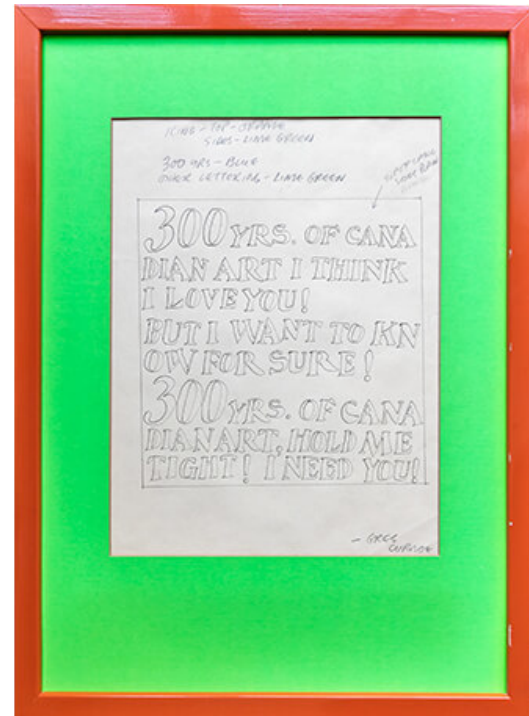 ICING - TOP - ORANGE
SIDES - LIME GREEN
300 YRS - BLUE
OTHER LETTERING - LIME GREEN
300 YRS. OF CANA
DIAN ART I THINK
I LOVE YOU!
BUT I WANT TO KN
OW FOR SURE!
300 YRS. OF CANA
DIAN ART, HOLD ME
TIGHT! I NEED YOU!
- GREG
CURNOE